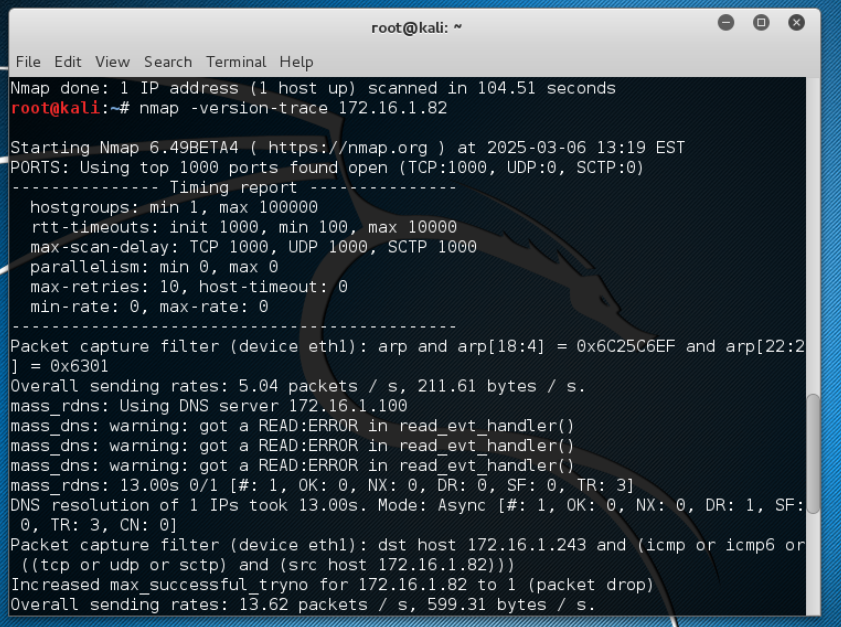 root@kali: ~
File Edit View Search Terminal Help
Nmap done: 1 IP address (1 host up) scanned in 104.51 seconds
root@kali:~# nmap -version-trace 172.16.1.82
Starting Nmap 6.49BETA4 ( https://nmap.org ) at 2025-03-06 13:19 EST
PORTS: Using top 1000 ports found open (TCP:1000, UDP:0, SCTP:0)
--------------- Timing report ---------------
  hostgroups: min 1, max 100000
  rtt-timeouts: init 1000, min 100, max 10000
  max-scan-delay: TCP 1000, UDP 1000, SCTP 1000
  parallelism: min 0, max 0
  max-retries: 10, host-timeout: 0
  min-rate: 0, max-rate: 0
---------------------------------------------
Packet capture filter (device eth1): arp and arp[18:4] = 0x6C25C6EF and arp[22:2
] = 0x6301
Overall sending rates: 5.04 packets / s, 211.61 bytes / s.
mass_rdns: Using DNS server 172.16.1.100
mass_dns: warning: got a READ:ERROR in read_evt_handler()
mass_dns: warning: got a READ:ERROR in read_evt_handler()
mass_dns: warning: got a READ:ERROR in read_evt_handler()
mass_rdns: 13.00s 0/1 [#: 1, OK: 0, NX: 0, DR: 0, SF: 0, TR: 3]
DNS resolution of 1 IPs took 13.00s. Mode: Async [#: 1, OK: 0, NX: 0, DR: 1, SF:
 0, TR: 3, CN: 0]
Packet capture filter (device eth1): dst host 172.16.1.243 and (icmp or icmp6 or
 ((tcp or udp or sctp) and (src host 172.16.1.82)))
Increased max_successful_tryno for 172.16.1.82 to 1 (packet drop)
Overall sending rates: 13.62 packets / s, 599.31 bytes / s.